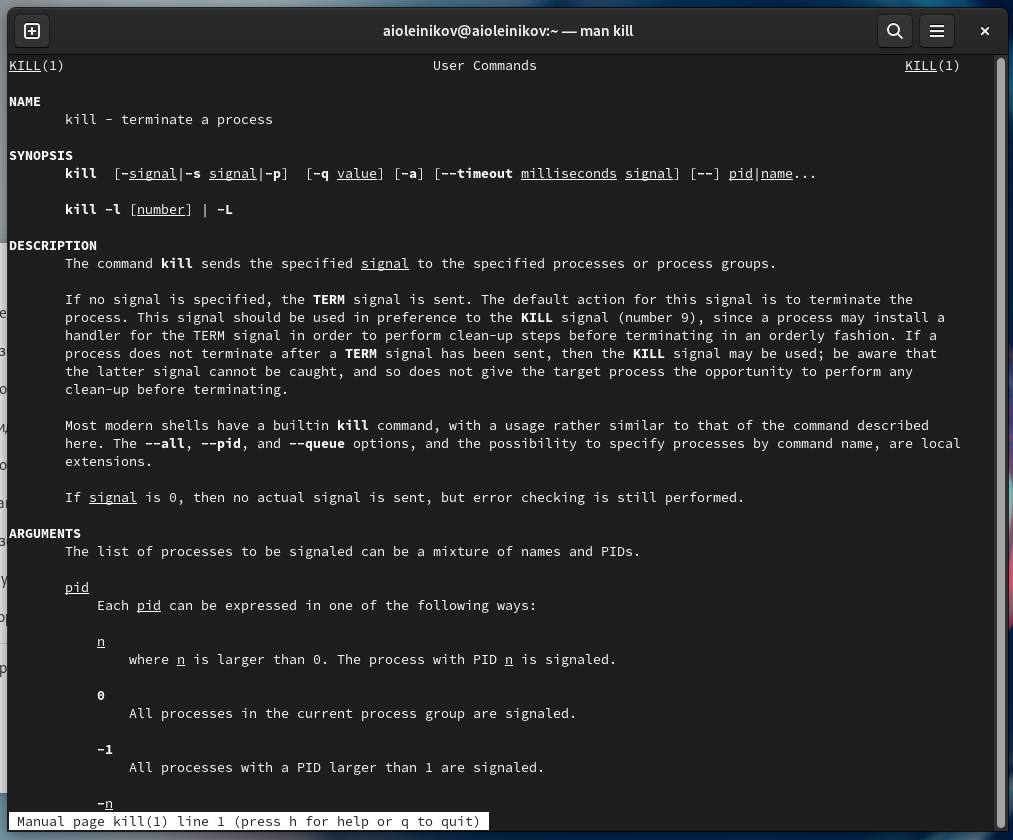 aioleinikov@aioleinikov:~ — man kill
KILL(1) User Commands KILL(1)
NAME
kill - terminate a process
SYNOPSIS
kill [-signal|-s signal|-p] [-q value] [-a] [--timeout milliseconds signal] [--] pid|name...
kill -l [number] | -L
DESCRIPTION
The command kill sends the specified signal to the specified processes or process groups.
If no signal is specified, the TERM signal is sent. The default action for this signal is to terminate the
process. This signal should be used in preference to the KILL signal (number 9), since a process may install a
handler for the TERM signal in order to perform clean-up steps before terminating in an orderly fashion. If a
process does not terminate after a TERM signal has been sent, then the KILL signal may be used; be aware that
the latter signal cannot be caught, and so does not give the target process the opportunity to perform any
clean-up before terminating.
Most modern shells have a builtin kill command, with a usage rather similar to that of the command described
here. The --all, --pid, and --queue options, and the possibility to specify processes by command name, are local
extensions.
If signal is 0, then no actual signal is sent, but error checking is still performed.
ARGUMENTS
The list of processes to be signaled can be a mixture of names and PIDs.
pid
Each pid can be expressed in one of the following ways:
n
where n is larger than 0. The process with PID n is signaled.
0
All processes in the current process group are signaled.
-1
All processes with a PID larger than 1 are signaled.
-n
Manual page kill(1) line 1 (press h for help or q to quit)